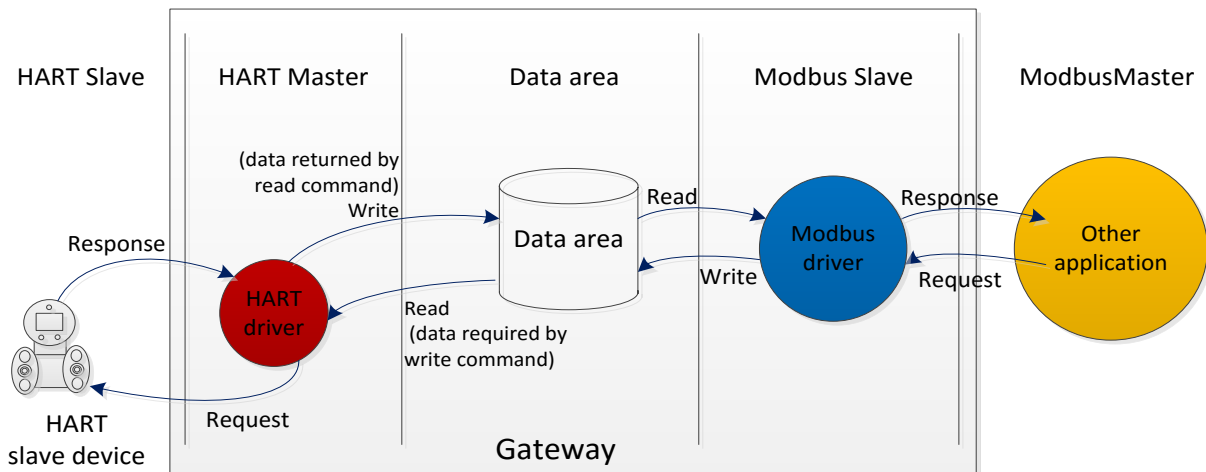 HART Slave
HART Master
Data area
Modbus Slave
ModbusMaster
(data returned by
read command)
Write
Response
HART
driver
Request
HART
slave device
Data area
Read
(data required by
write command)
Read
Write
Modbus
driver
Response
Request
Other
application
Gateway